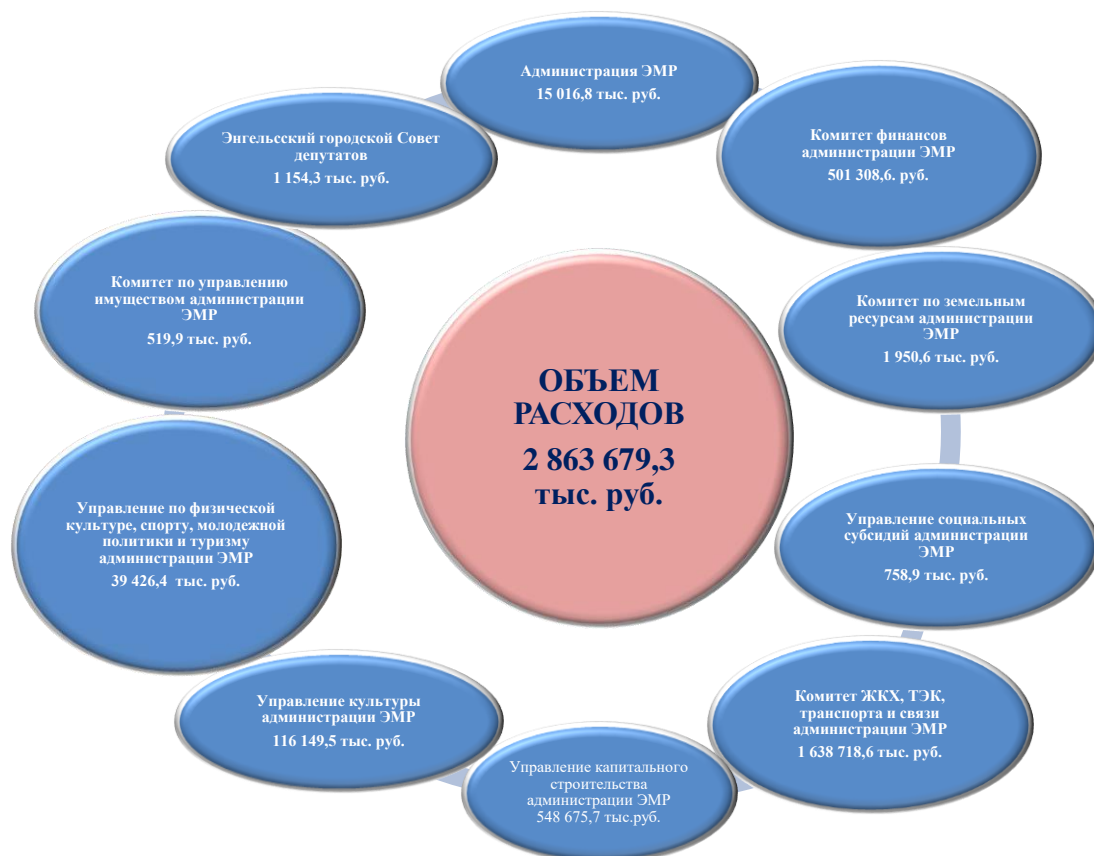 Администрация ЭМР
15 016,8 тыс. руб.
Комитет финансов
администрации ЭМР
501 308,6. руб.
Комитет по земельным
ресурсам администрации
ЭМР
1 950,6 тыс. руб.
Управление социальных
субсидий администрации
ЭМР
758,9 тыс. руб.
Комитет ЖКХ, ТЭК,
транспорта и связи
администрации ЭМР
1 638 718,6 тыс. руб.
Управление капитального
строительства
администрации ЭМР
548 675,7 тыс.руб.
Управление культуры
администрации ЭМР
116 149,5 тыс. руб.
Управление по физической
культуре, спорту, молодежной
политики и туризму
администрации ЭМР
39 426,4 тыс. руб.
Комитет по управлению
имуществом администрации
ЭМР
519,9 тыс. руб.
Энгельсский городской Совет
депутатов
1 154,3 тыс. руб.
ОБЪЕМ
РАСХОДОВ
2 863 679,3
тыс. руб.